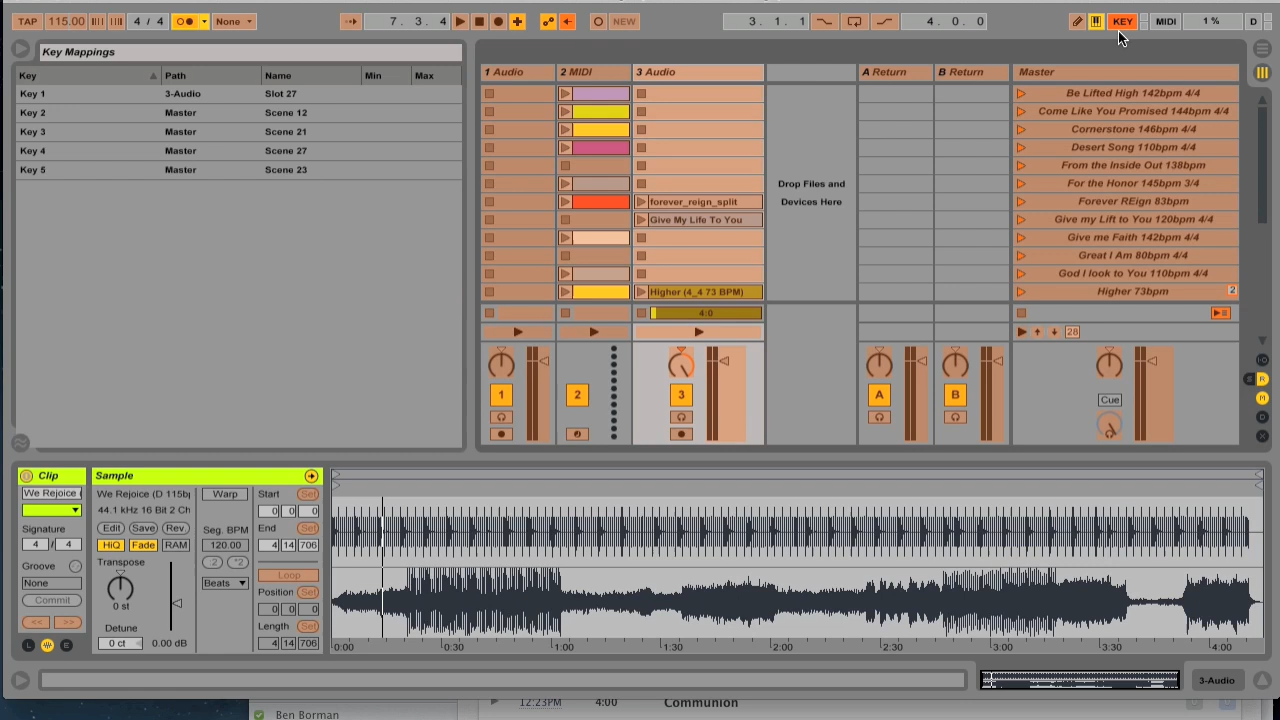 TAP 115.00 4 / 4 None 7. 3. 4 NEW 3. 1. 1 4. 0. 0 KEY MIDI 1 % D
Key Mappings
Key Path Name Min Max
Key 1 3-Audio Slot 27
Key 2 Master Scene 12
Key 3 Master Scene 21
Key 4 Master Scene 27
Key 5 Master Scene 23
1 Audio 2 MIDI 3 Audio A Return B Return Master
Be Lifted High 142bpm 4/4
Come Like You Promised 144bpm 4/4
Cornerstone 146bpm 4/4
Desert Song 110bpm 4/4
From the Inside Out 138bpm
Drop Files and For the Honor 145bpm 3/4
forever_reign_split Devices Here Forever REign 83bpm
Give My Life To You Give my Lift to You 120bpm 4/4
Give me Faith 142bpm 4/4
Great I Am 80bpm 4/4
God I look to You 110bpm 4/4
Higher (4_4 73 BPM) Higher 73bpm 2
4:0
28
1 2 3 A B Cue
R
M
D
X
Clip Sample
We Rejoice ( We Rejoice (D 115b Warp Start Set
44.1 kHz 16 Bit 2 Ch 0 0 0
Signature Edit Save Rev. Seg. BPM End Set
4 / 4 HiQ Fade RAM 120.00 4 14 706
Groove Transpose :2 *2 Loop
None Beats Position Set
Commit 0 st 0 0 0
<< >> Detune Length Set
L E 0 ct 0.00 dB 4 14 706
0:00 0:30 1:00 1:30 2:00 2:30 3:00 3:30 4:00
3-Audio
Ben Borman 12:23PM 4:00 Communion